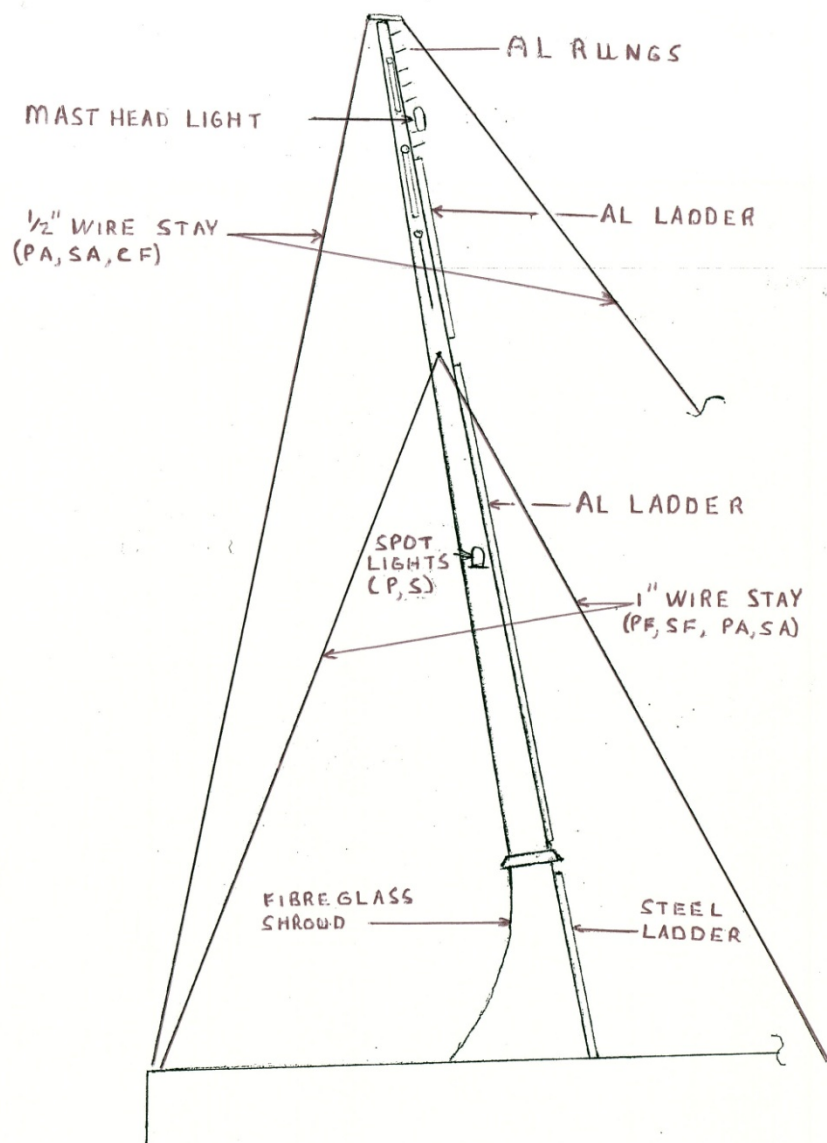 AL RUNGS
MAST HEAD LIGHT
AL LADDER
1/2" WIRE STAY
(PA, SA, CF)
AL LADDER
SPOT
LIGHTS
(P, S)
1" WIRE STAY
(PF, SF, PA, SA)
FIBREGLASS
SHROUD
STEEL
LADDER